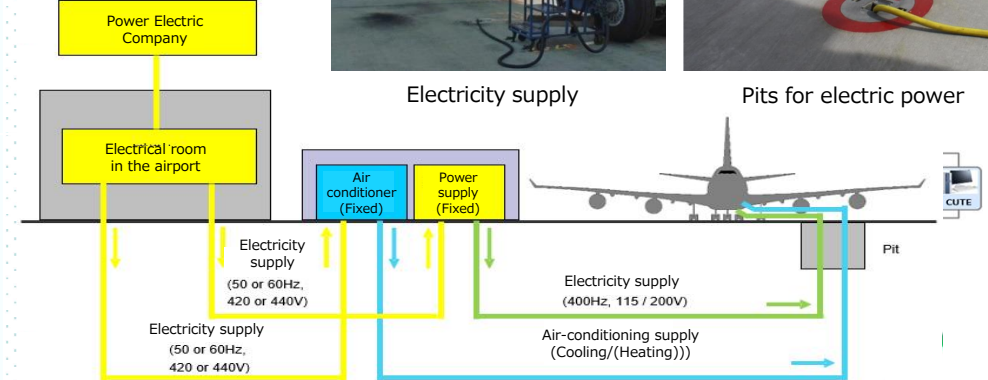 Power Electric
Company
Electricity supply
Pits for electric power
Electrical room
in the airport
Air
conditioner
(Fixed)
Power
supply
(Fixed)
CUTE
Pit
Electricity
supply
(50 or 60Hz,
420 or 440V)
Electricity supply
(400Hz, 115 / 200V)
Electricity supply
(50 or 60Hz,
420 or 440V)
Air-conditioning supply
(Cooling/(Heating)))